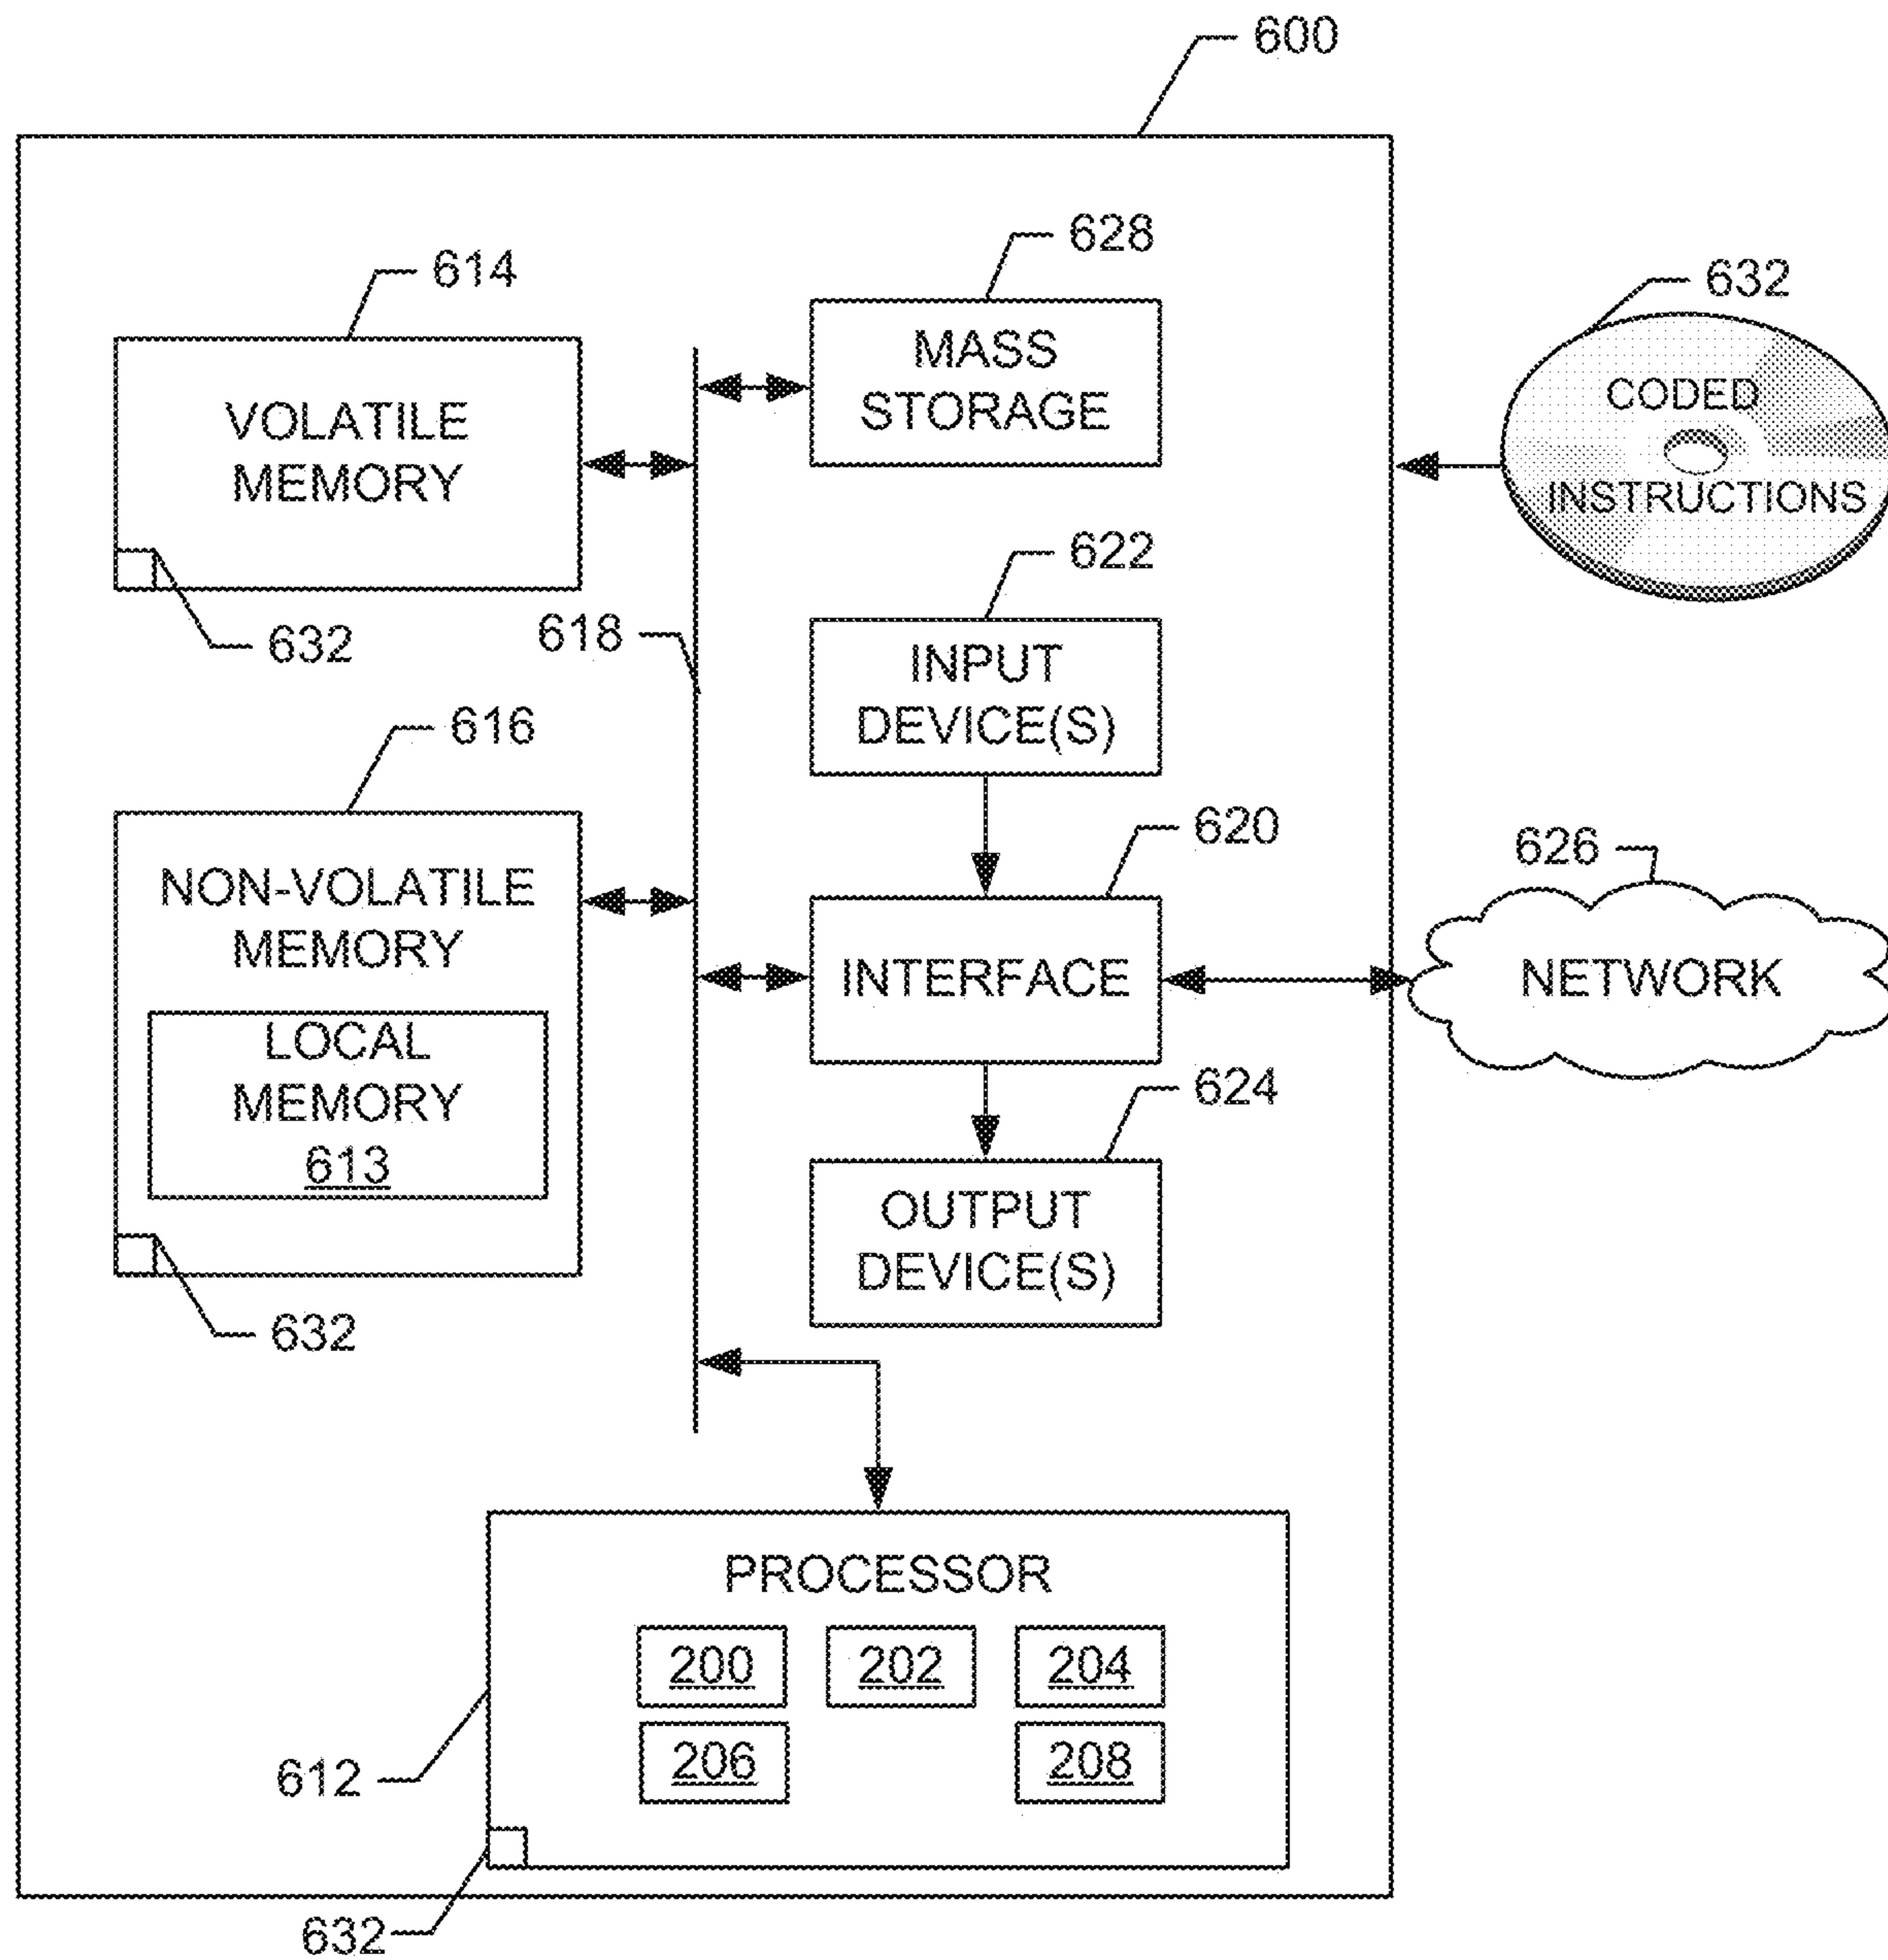 600
614
VOLATILE
MEMORY
632
628
MASS
STORAGE
632
CODED
INSTRUCTIONS
618
622
INPUT
DEVICE(S)
616
NON-VOLATILE
MEMORY
LOCAL
MEMORY
613
632
620
INTERFACE
626
NETWORK
624
OUTPUT
DEVICE(S)
PROCESSOR
200
202
204
206
208
612
632